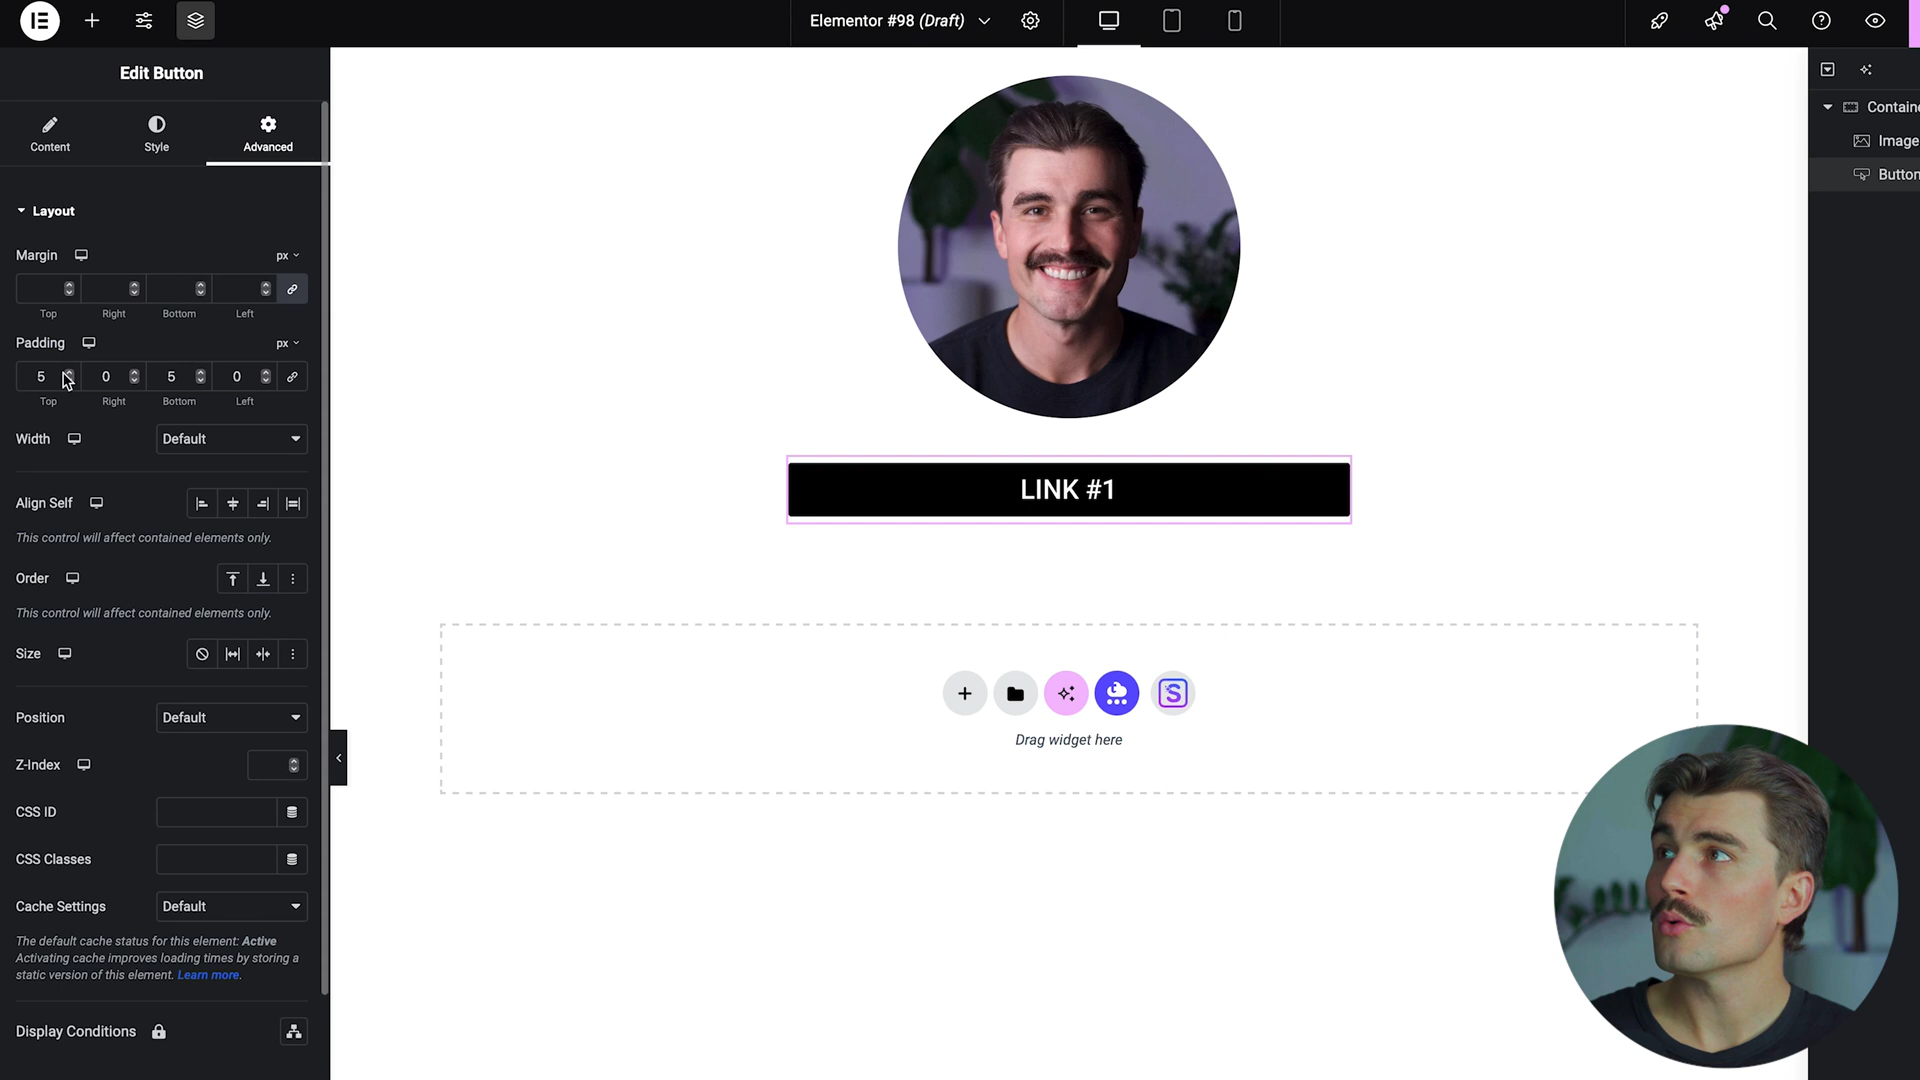 Elementor #98 (Draft)
Edit Button
Content
Style
Advanced
Layout
Margin
px
Top
Right
Bottom
Left
Padding
px
5
0
5
0
Top
Right
Bottom
Left
Width
Default
Align Self
This control will affect contained elements only.
Order
This control will affect contained elements only.
Size
Position
Default
Z-Index
CSS ID
CSS Classes
Cache Settings
Default
The default cache status for this element: Active
Activating cache improves loading times by storing a
static version of this element. Learn more.
Display Conditions
LINK #1
S
Drag widget here
Containe
Image
Button